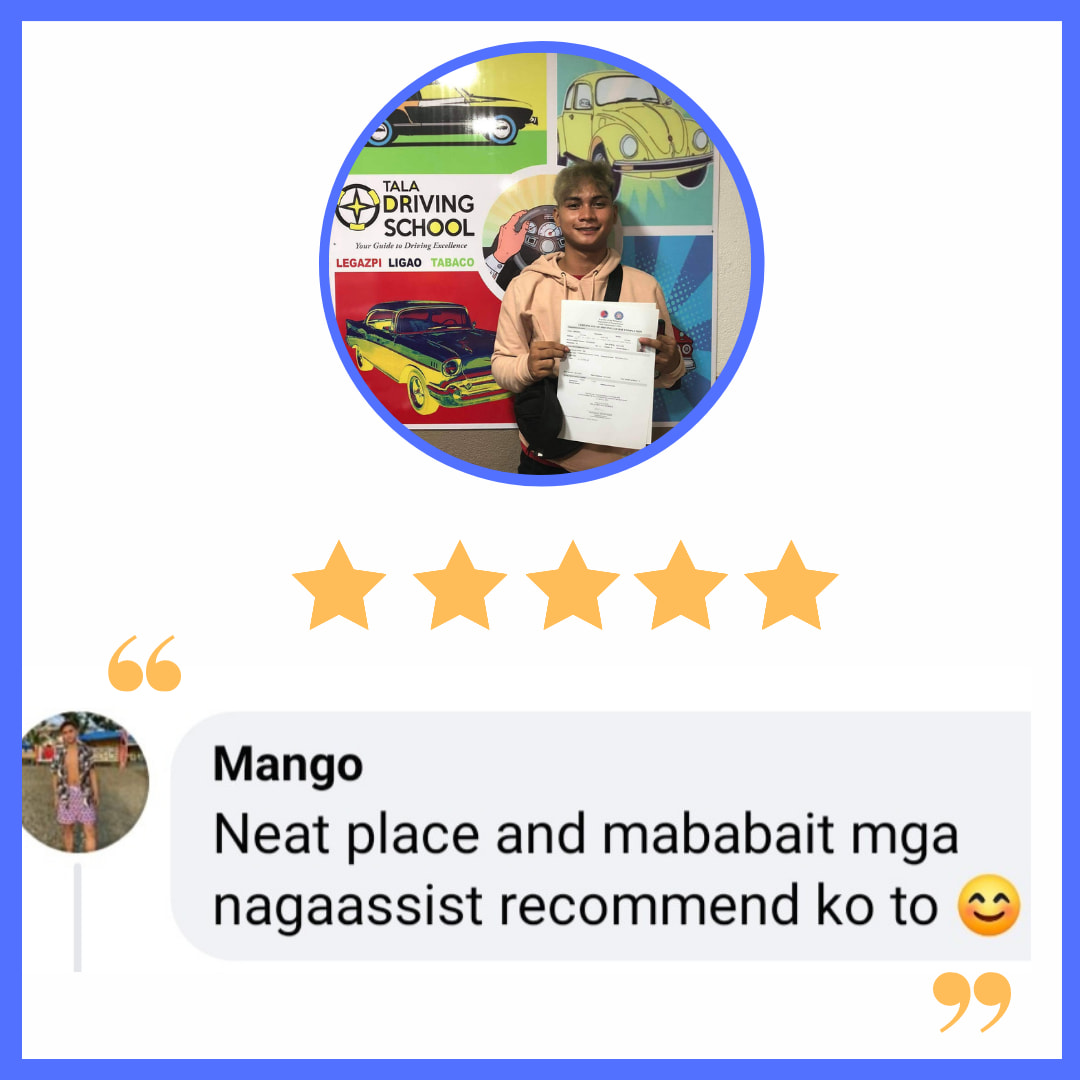 TALA
DRIVING
SCHOOL
Your Guide to Driving Excellence
LEGAZPI LIGAO TABACO
“
Mango
Neat place and mababait mga
nagaassist recommend ko to 😊
”